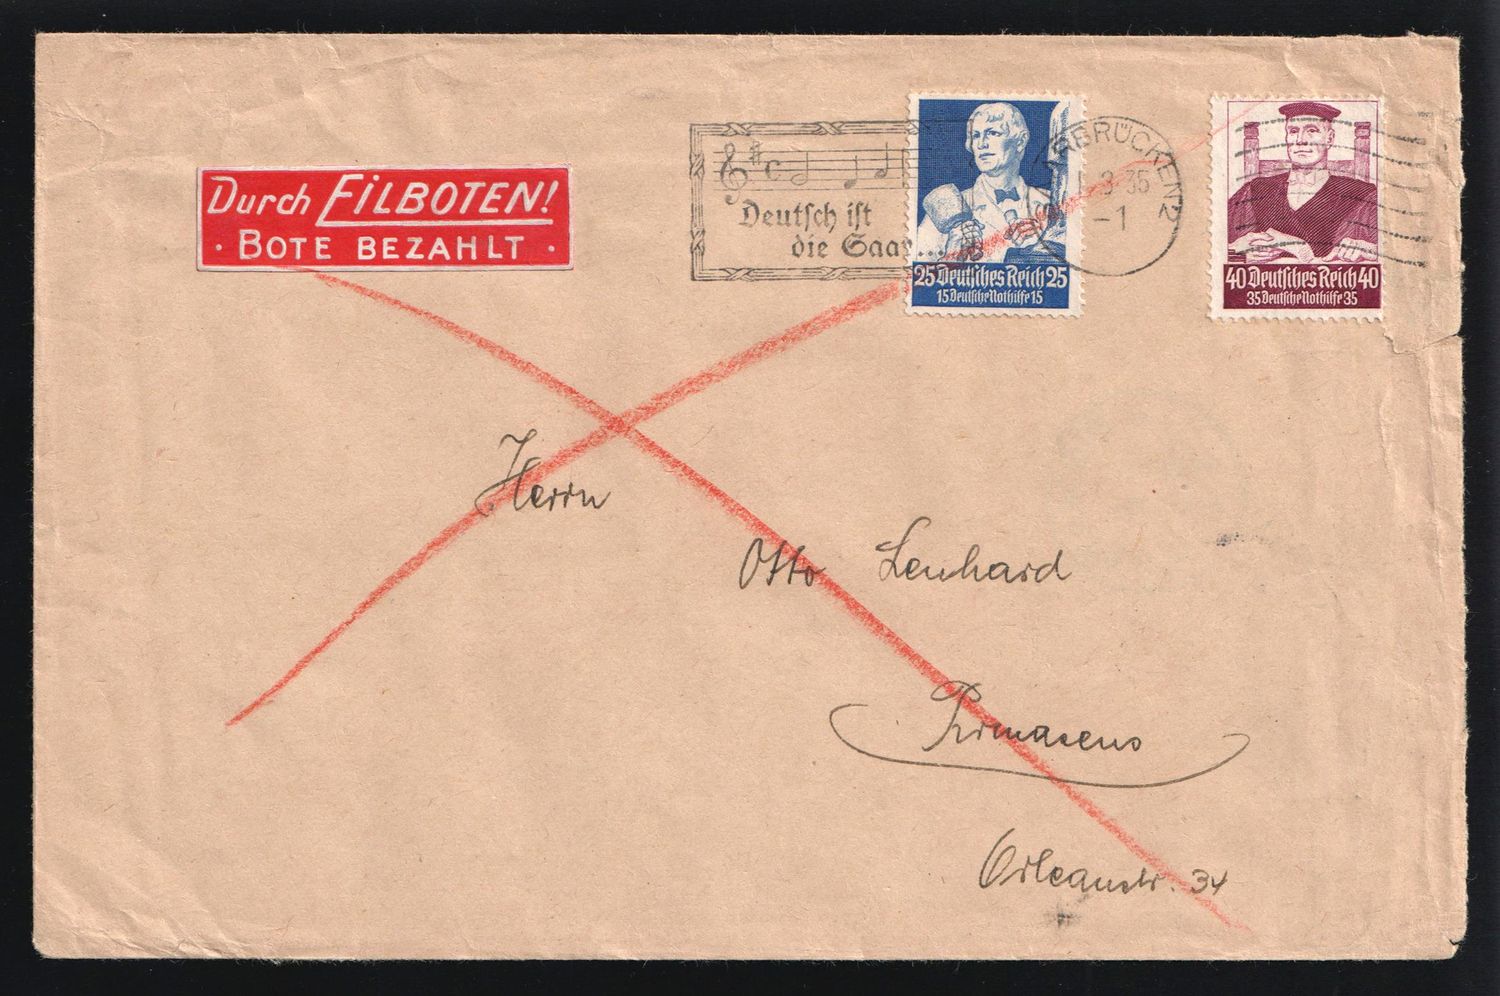 Durch EILBOTEN!
· BOTE BEZAHLT ·
Deutsch ist
die Saar...
ARBRÜCKEN 2
3 35
-1
25 Deutsches Reich 25
15 Deutsche Nothilfe 15
40 Deutsches Reich 40
35 Deutsche Nothilfe 35
Herrn
Otto Lenhard
Pirmasens
Orleanstr. 34